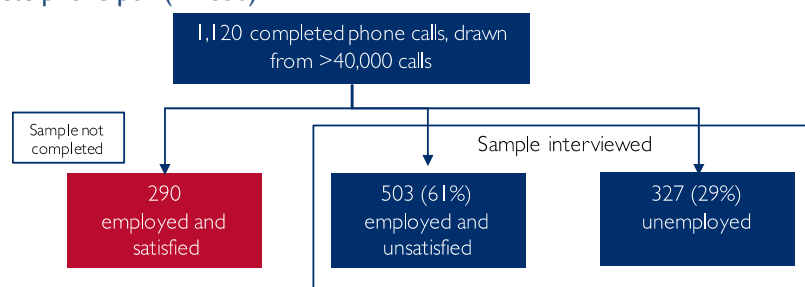 1,120 completed phone calls, drawn
from >40,000 calls
Sample not
completed
Sample interviewed
290
employed and
satisfied
503 (61%)
employed and
unsatisfied
327 (29%)
unemployed